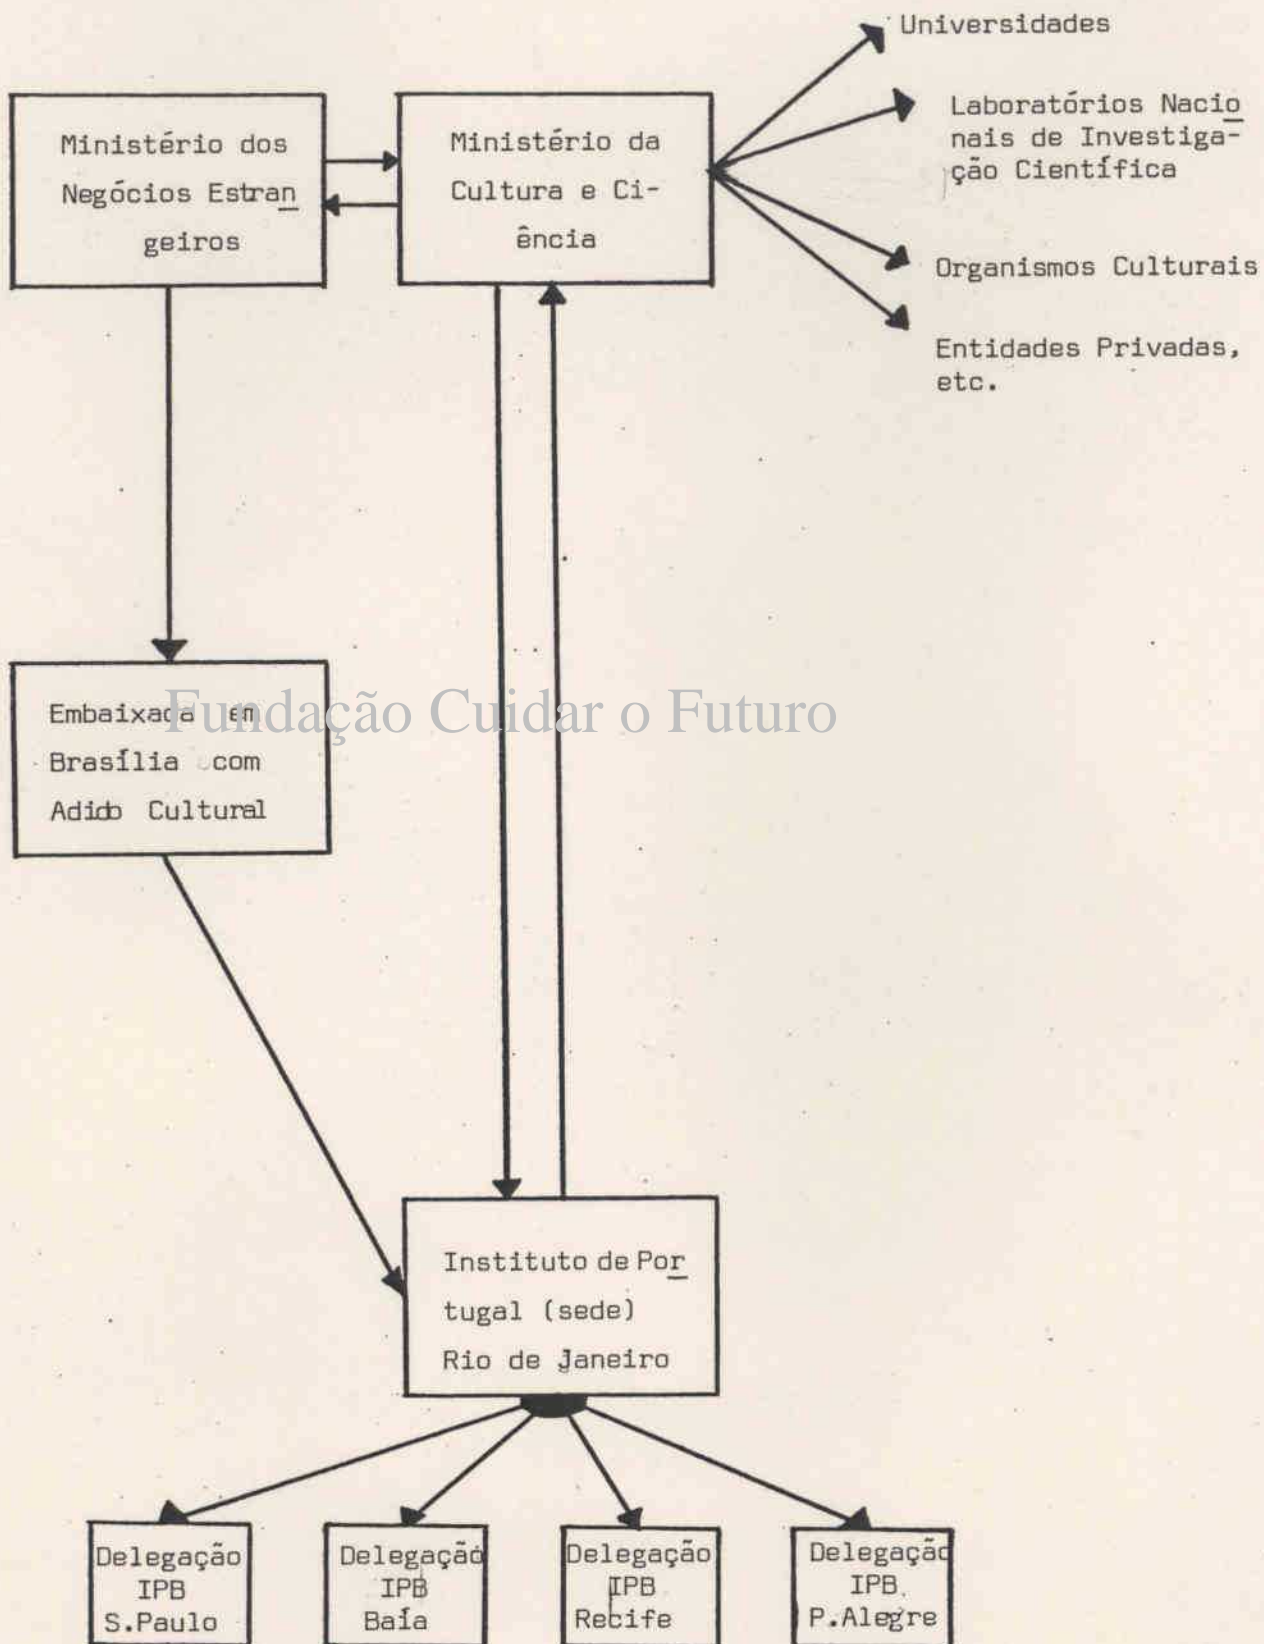 Universidades
Ministério dos
Negócios Estran
geiros
Ministério da
Cultura e Ci-
ência
Laboratórios Nacio
nais de Investiga-
ção Científica
Organismos Culturais
Entidades Privadas,
etc.
Fundação Cuidar o Futuro
Embaixada em
Brasília com
Adido Cultural
Instituto de Por
tugal (sede)
Rio de Janeiro
Delegação
IPB
S.Paulo
Delegação
IPB
Baía
Delegação
IPB
Recife
Delegação
IPB.
P.Alegre